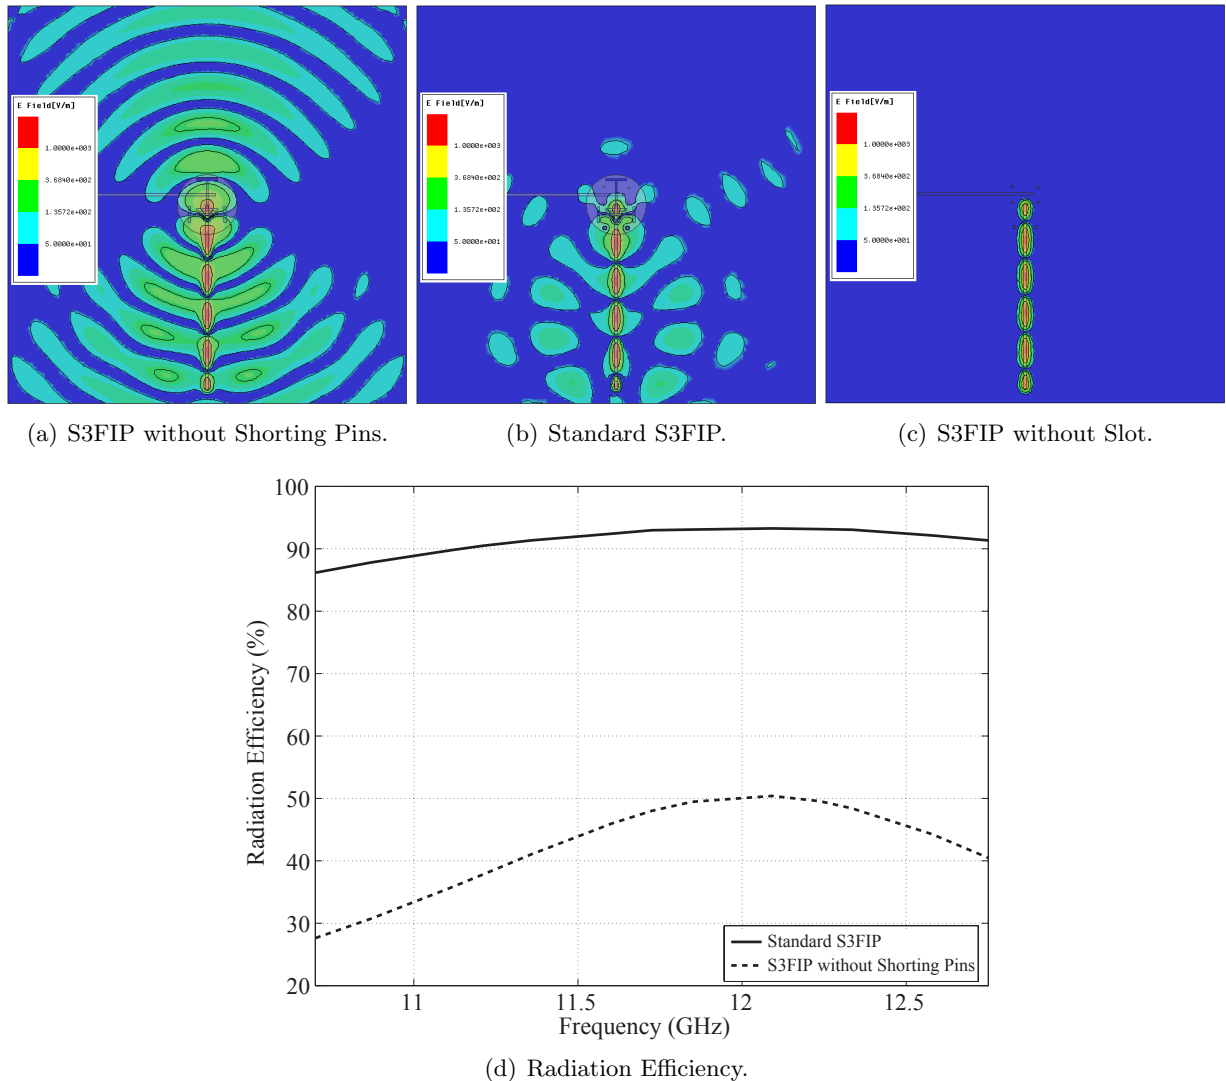 E Field[V/m]
1.0000e+003
3.6840e+002
1.3572e+002
5.0000e+001
E Field[V/m]
1.0000e+003
3.6840e+002
1.3572e+002
5.0000e+001
E Field[V/m]
1.0000e+003
3.6840e+002
1.3572e+002
5.0000e+001
(a) S3FIP without Shorting Pins.
(b) Standard S3FIP.
(c) S3FIP without Slot.
100
90
80
70
60
50
40
30
20
Radiation Efficiency (%)
Standard S3FIP
S3FIP without Shorting Pins
11
11.5
12
12.5
Frequency (GHz)
(d) Radiation Efficiency.